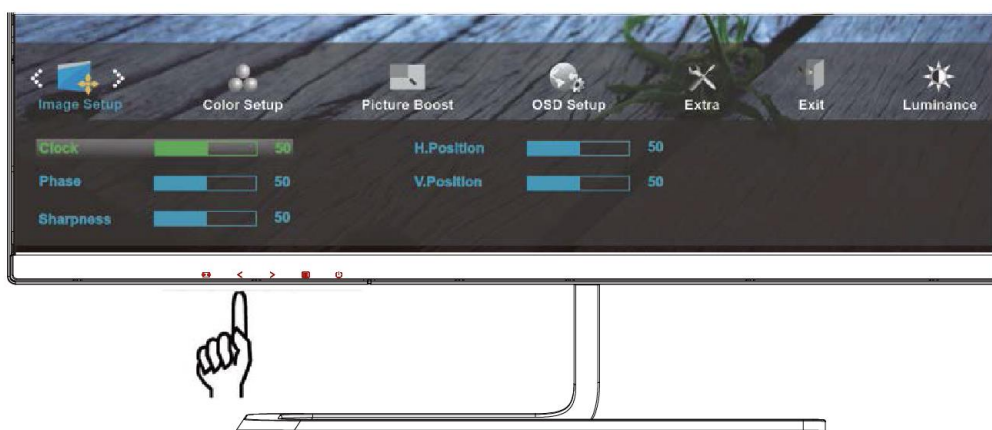 Image Setup Color Setup Picture Boost OSD Setup Extra Exit Luminance
Clock 50 H.Position 50
Phase 50 V.Position 50
Sharpness 50